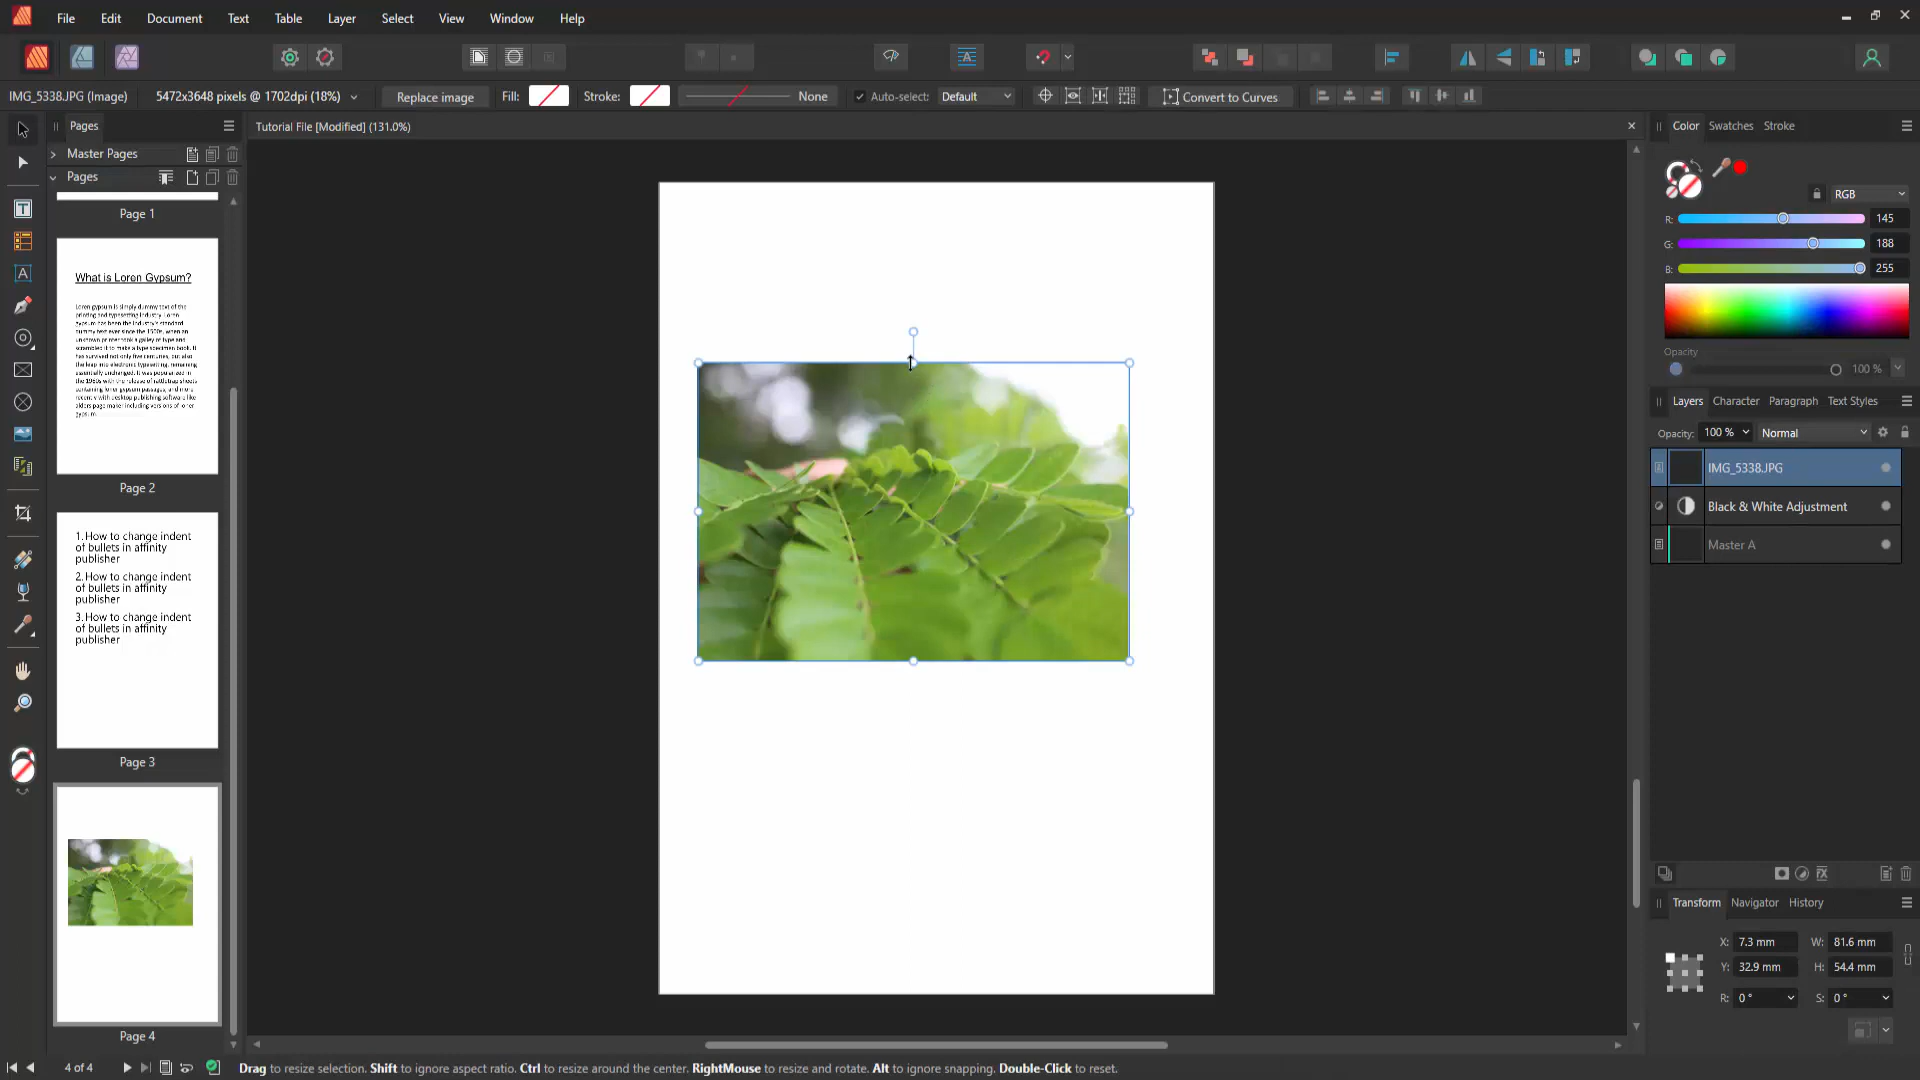 File Edit Document Text Table Layer Select View Window Help
IMG_5338.JPG (Image) 5472x3648 pixels @ 1702dpi (18%) Replace image Fill: Stroke: None Auto-select: Default Convert to Curves
Pages
Master Pages
Pages
Page 1
What is Loren Gypsum?
Page 2
1. How to change indent
of bullets in affinity
publisher
2. How to change indent
of bullets in affinity
publisher
3. How to change indent
of bullets in affinity
publisher
Page 3
Page 4
Tutorial File [Modified] (131.0%)
Color Swatches Stroke
RGB
R: 145
G: 188
B: 255
Opacity
100 %
Layers Character Paragraph Text Styles
Opacity: 100 % Normal
IMG_5338.JPG
Black & White Adjustment
Master A
Transform Navigator History
X: 7.3 mm W: 81.6 mm
Y: 32.9 mm H: 54.4 mm
R: 0 ° S: 0 °
4 of 4 Drag to resize selection. Shift to ignore aspect ratio. Ctrl to resize around the center. RightMouse to resize and rotate. Alt to ignore snapping. Double-Click to reset.